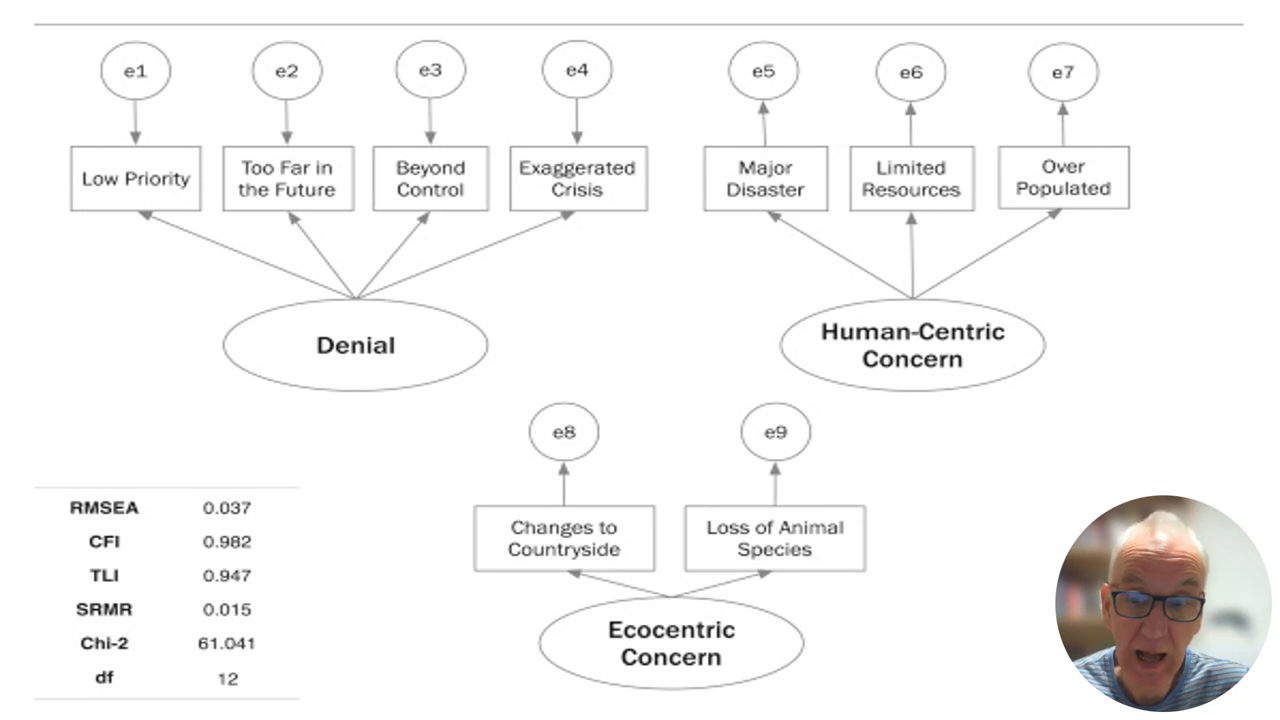 e1 e2 e3 e4 e5 e6 e7
Low Priority
Too Far in
the Future
Beyond
Control
Exaggerated
Crisis
Major
Disaster
Limited
Resources
Over
Populated
Denial
Human-Centric
Concern
e8 e9
Changes to
Countryside
Loss of Animal
Species
Ecocentric
Concern
RMSEA 0.037
CFI 0.982
TLI 0.947
SRMR 0.015
Chi-2 61.041
df 12